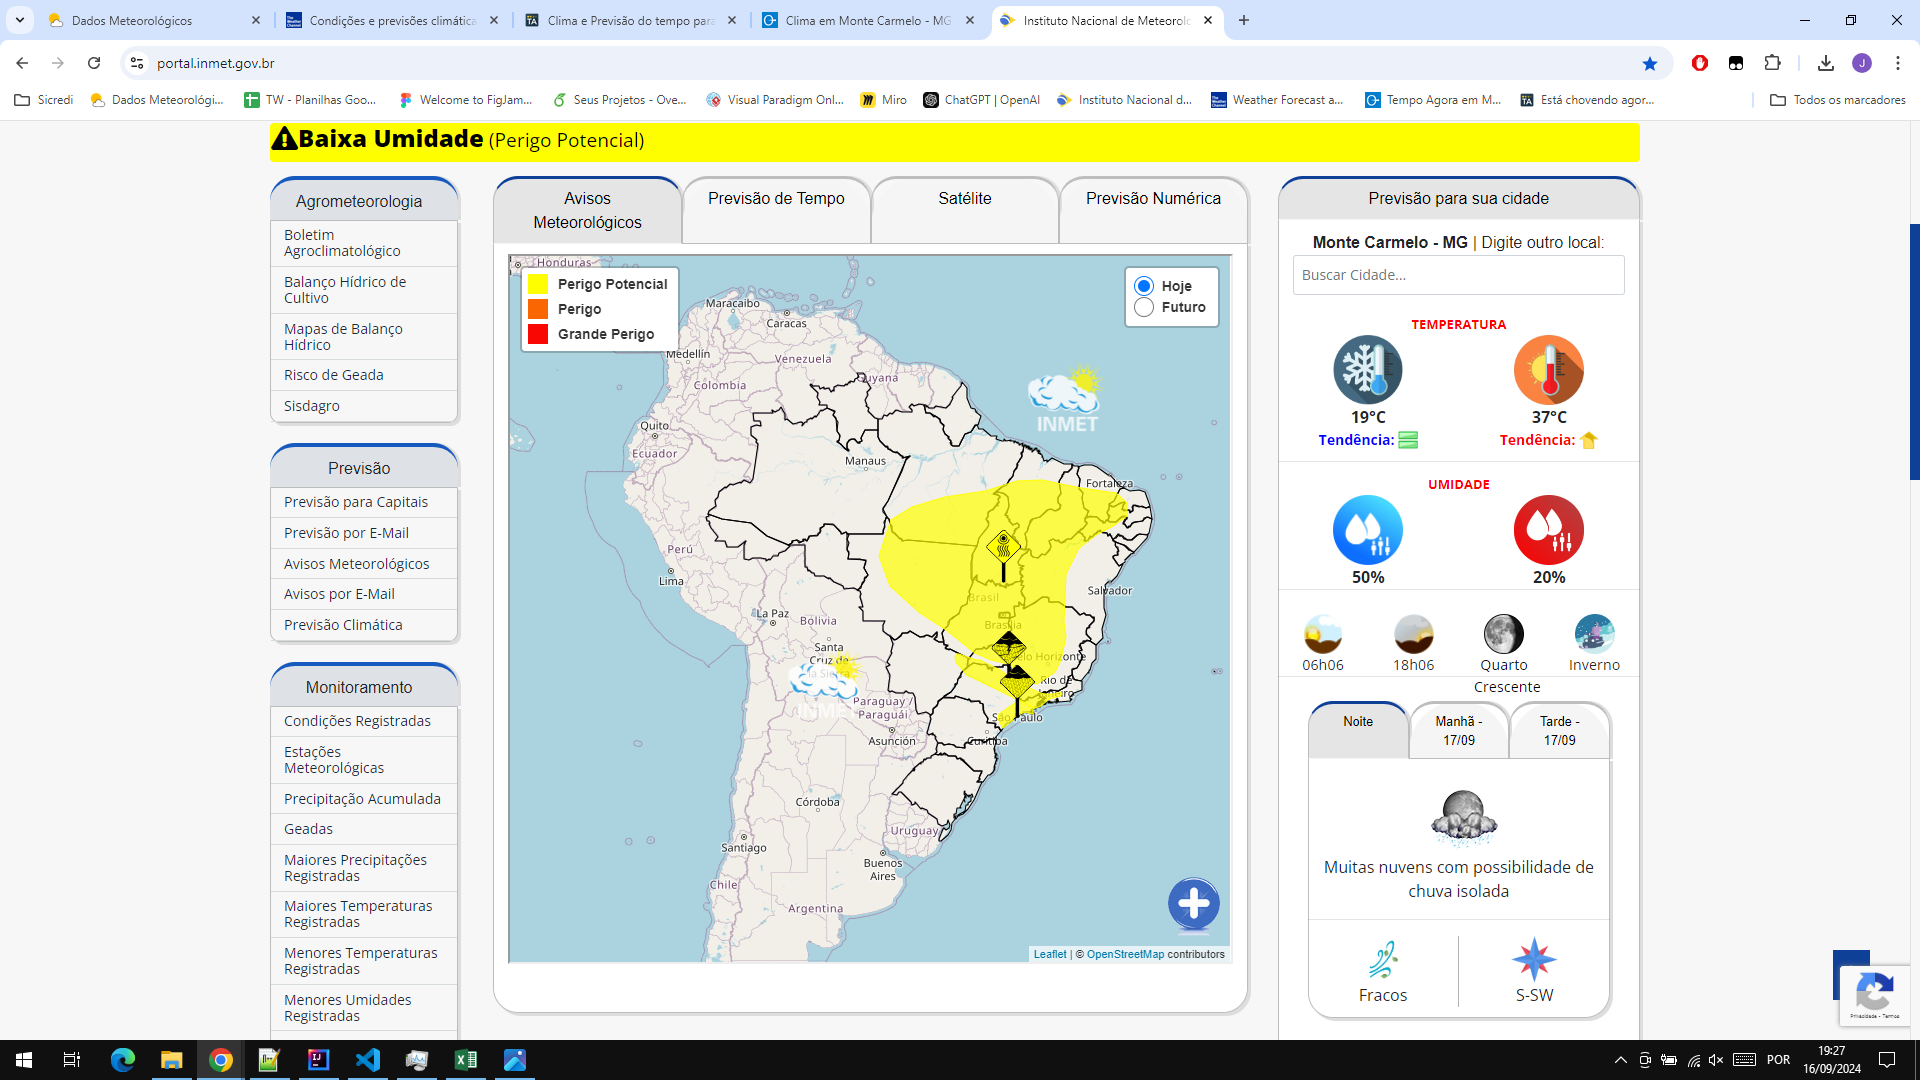 Dados Meteorológicos
Condições e previsões climática
Clima e Previsão do tempo para
Clima em Monte Carmelo - MG
Instituto Nacional de Meteorolo
portal.inmet.gov.br
Sicredi
Dados Meteorológi...
TW - Planilhas Goo...
Welcome to FigJam...
Seus Projetos - Ove...
Visual Paradigm Onl...
Miro
ChatGPT | OpenAI
Instituto Nacional d...
Weather Forecast a...
Tempo Agora em M...
Está chovendo agor...
Todos os marcadores
Baixa Umidade (Perigo Potencial)
Agrometeorologia
Boletim
Agroclimatológico
Balanço Hídrico de
Cultivo
Mapas de Balanço
Hídrico
Risco de Geada
Sisdagro
Previsão
Previsão para Capitais
Previsão por E-Mail
Avisos Meteorológicos
Avisos por E-Mail
Previsão Climática
Monitoramento
Condições Registradas
Estações
Meteorológicas
Precipitação Acumulada
Geadas
Maiores Precipitações
Registradas
Maiores Temperaturas
Registradas
Menores Temperaturas
Registradas
Menores Umidades
Registradas
Avisos
Meteorológicos
Previsão de Tempo
Satélite
Previsão Numérica
Honduras
Perigo Potencial
Perigo
Grande Perigo
Hoje
Futuro
Maracaibo
Caracas
Medellín
Venezuela
Guyana
Colombia
INMET
Quito
Ecuador
Manaus
Fortaleza
Perú
Lima
Brasil
Salvador
La Paz
Bolivia
Brasília
Santa
Cruz de
la Sierra
Belo Horizonte
Rio de
Janeiro
INMET
Paraguay /
Paraguái
São Paulo
Asunción
Curitiba
Córdoba
Uruguay
Santiago
Buenos
Aires
Chile
Argentina
Leaflet | © OpenStreetMap contributors
Previsão para sua cidade
Monte Carmelo - MG | Digite outro local:
Buscar Cidade...
TEMPERATURA
19°C
37°C
Tendência:
Tendência:
UMIDADE
50%
20%
06h06
18h06
Quarto
Crescente
Inverno
Noite
Manhã -
17/09
Tarde -
17/09
Muitas nuvens com possibilidade de
chuva isolada
Fracos
S-SW
Privacidade - Termos
POR
19:27
16/09/2024